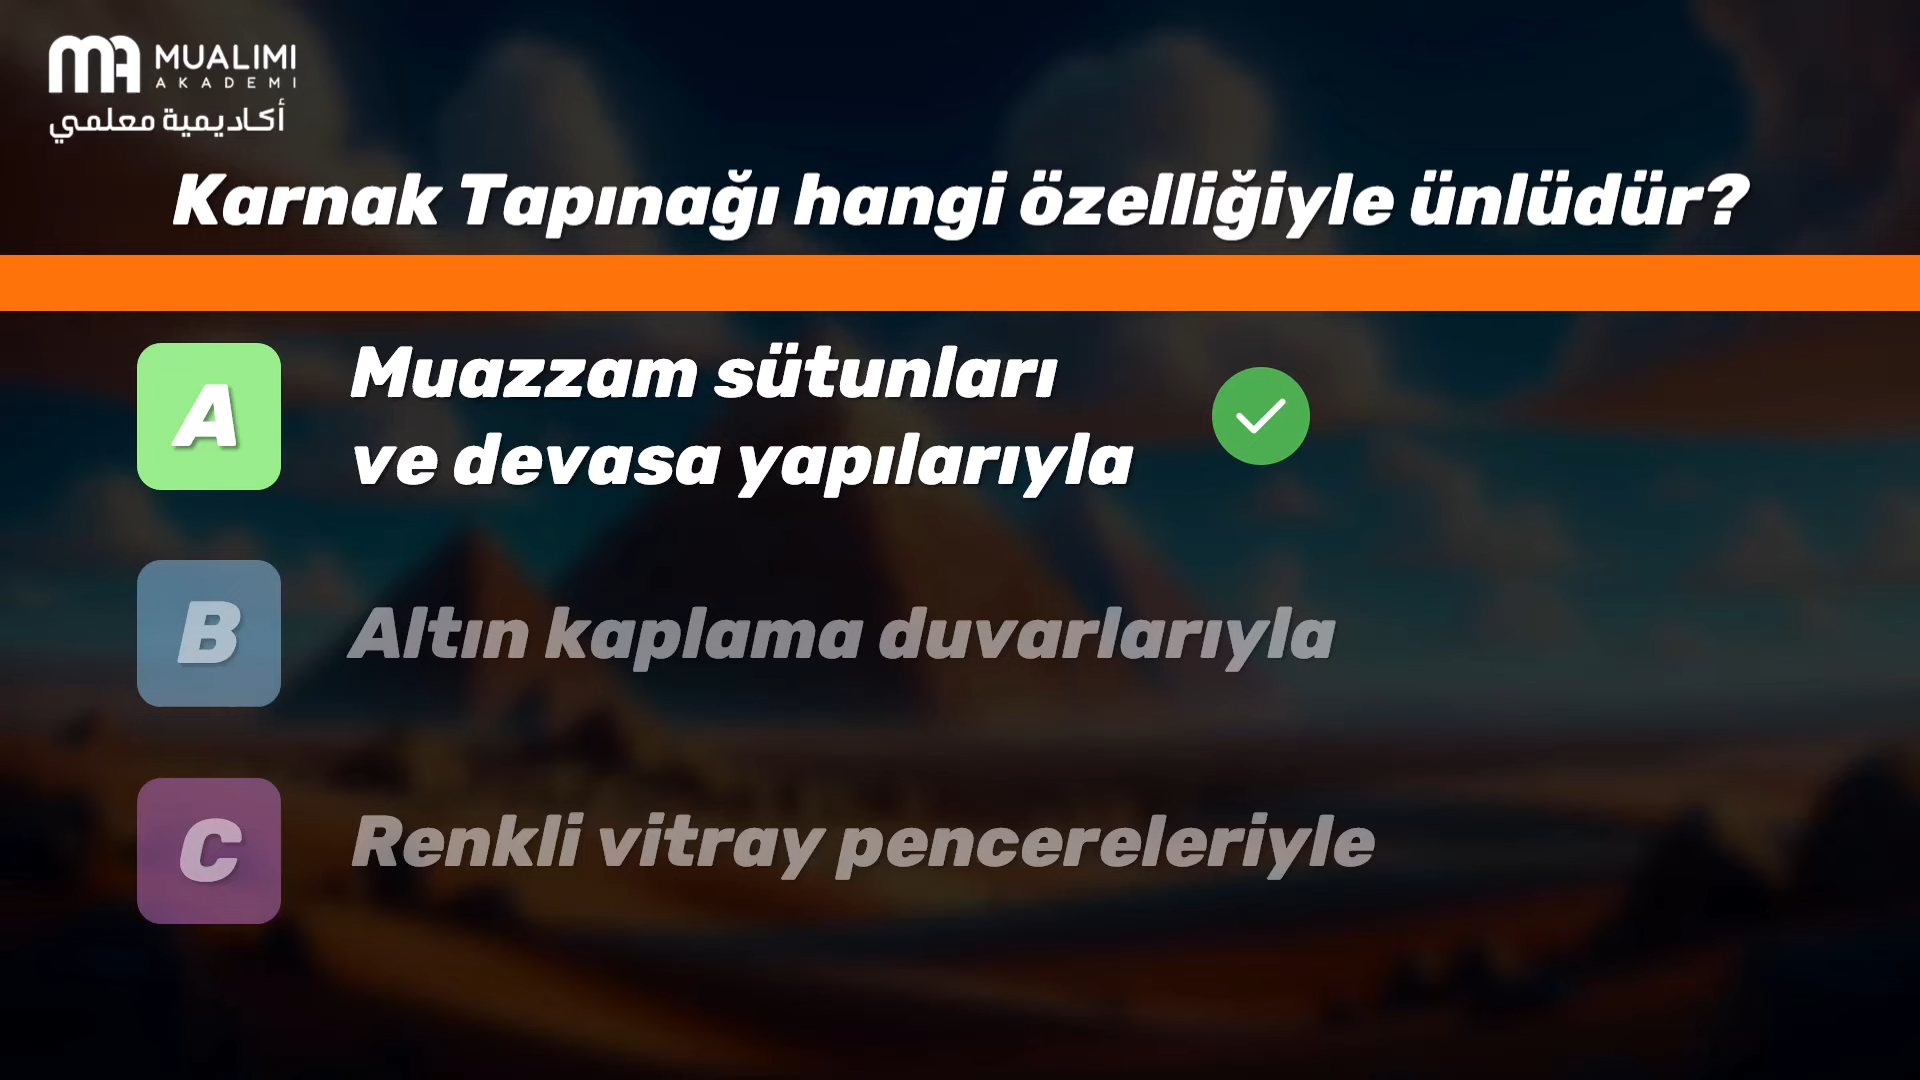 MUALIMI
AKADEMI
أكاديمية معلمي
Karnak Tapınağı hangi özelliğiyle ünlüdür?
A
Muazzam sütunları
ve devasa yapılarıyla
B
Altın kaplama duvarlarıyla
C
Renkli vitray pencereleriyle